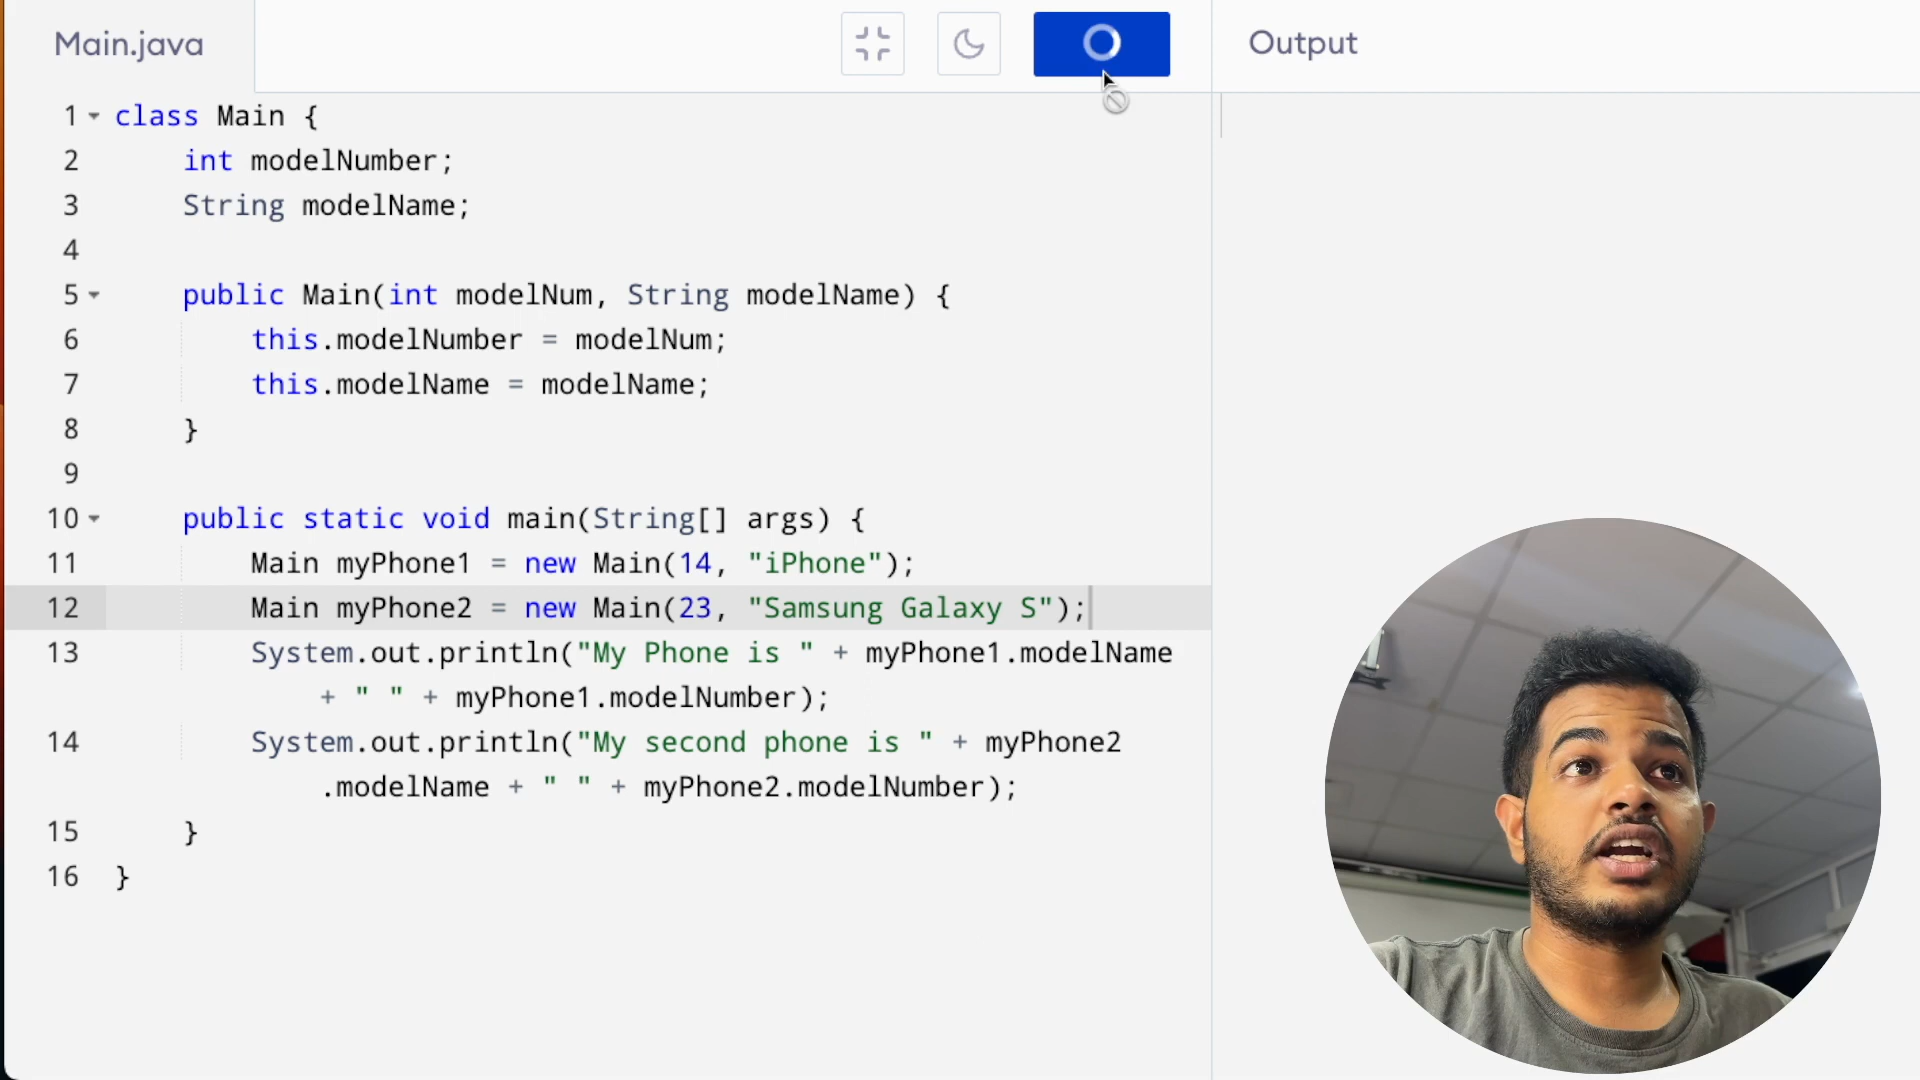 Main.java
Output
1 class Main {
2 int modelNumber;
3 String modelName;
4
5 public Main(int modelNum, String modelName) {
6 this.modelNumber = modelNum;
7 this.modelName = modelName;
8 }
9
10 public static void main(String[] args) {
11 Main myPhone1 = new Main(14, "iPhone");
12 Main myPhone2 = new Main(23, "Samsung Galaxy S");
13 System.out.println("My Phone is " + myPhone1.modelName
+ " " + myPhone1.modelNumber);
14 System.out.println("My second phone is " + myPhone2
.modelName + " " + myPhone2.modelNumber);
15 }
16 }